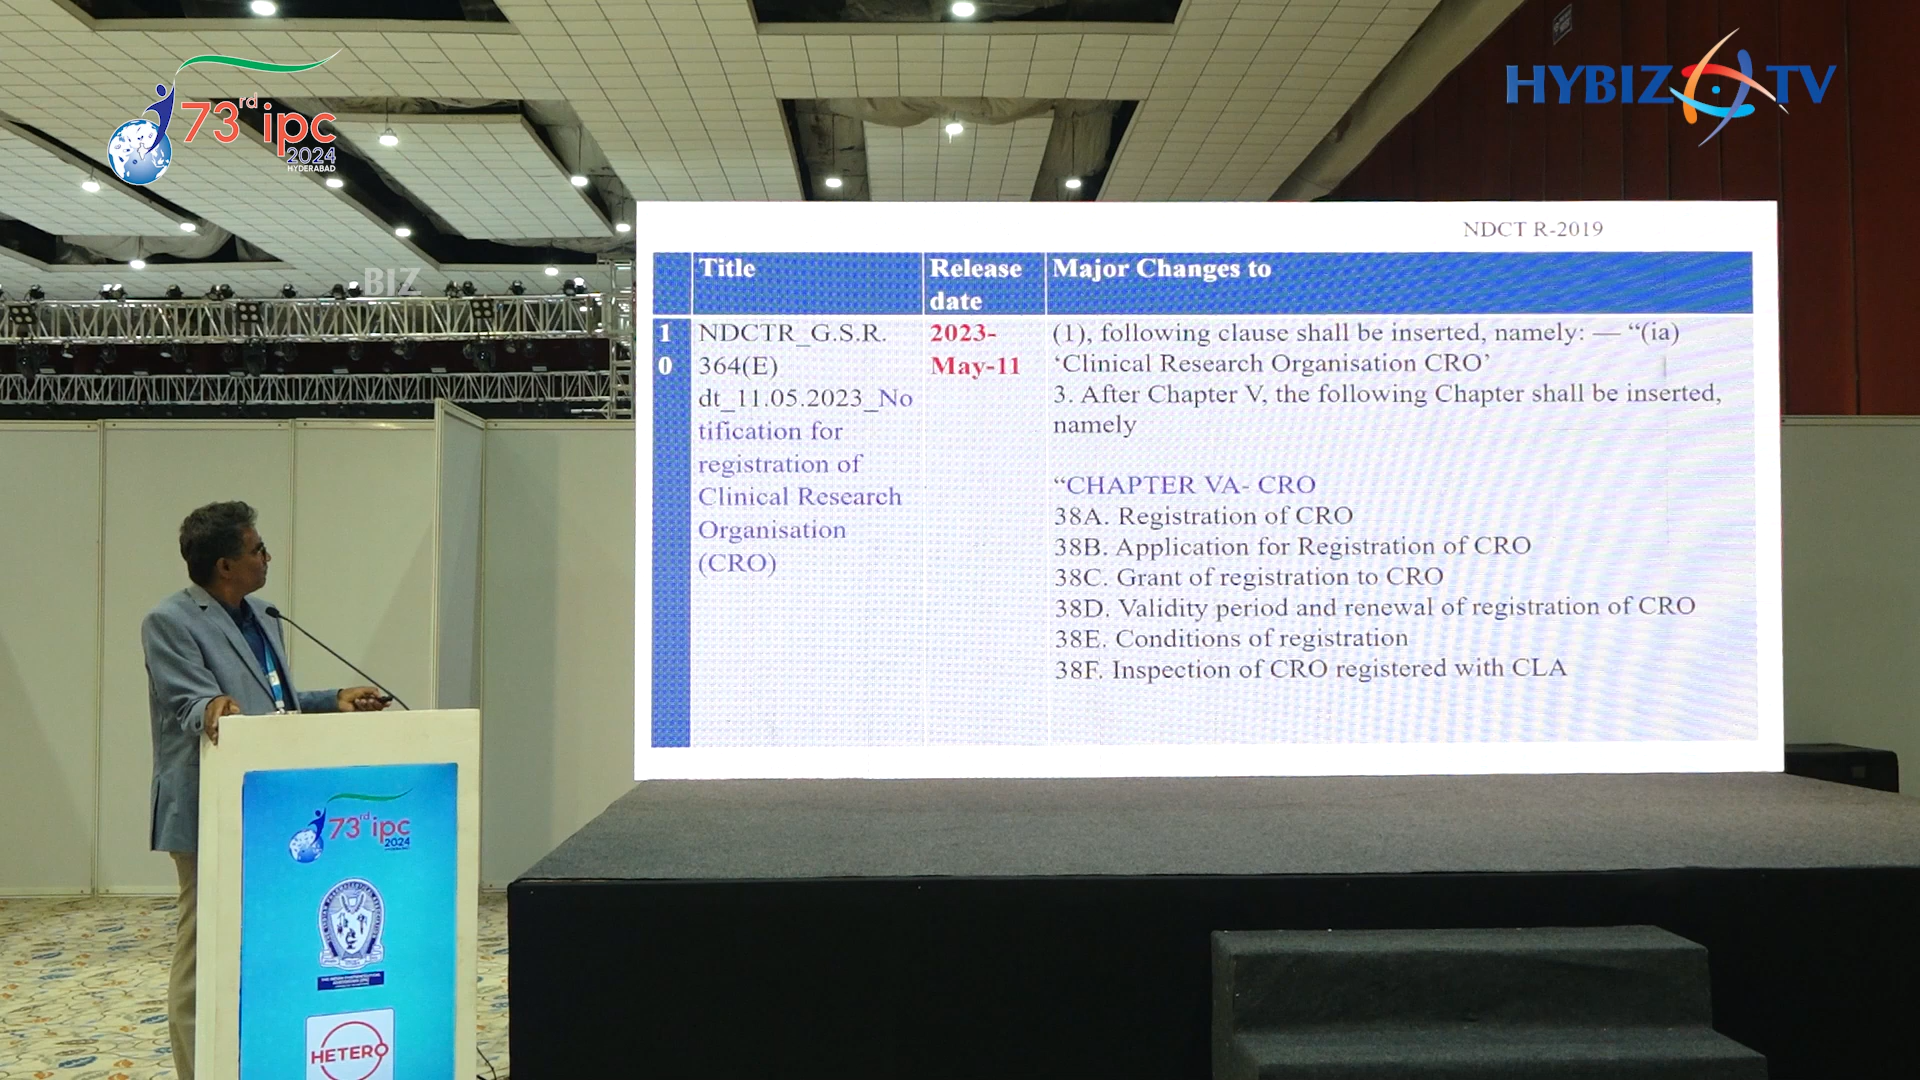 73rd ipc
2024
HYDERABAD
HYBIZ TV
BIZ
NDCT R-2019
Title
Release
date
Major Changes to
1
0
NDCTR_G.S.R.
364(E)
dt_11.05.2023_No
tification for
registration of
Clinical Research
Organisation
(CRO)
2023-
May-11
(1), following clause shall be inserted, namely: — “(ia)
‘Clinical Research Organisation CRO’
3. After Chapter V, the following Chapter shall be inserted,
namely
“CHAPTER VA- CRO
38A. Registration of CRO
38B. Application for Registration of CRO
38C. Grant of registration to CRO
38D. Validity period and renewal of registration of CRO
38E. Conditions of registration
38F. Inspection of CRO registered with CLA
73rd ipc
2024
HETERO